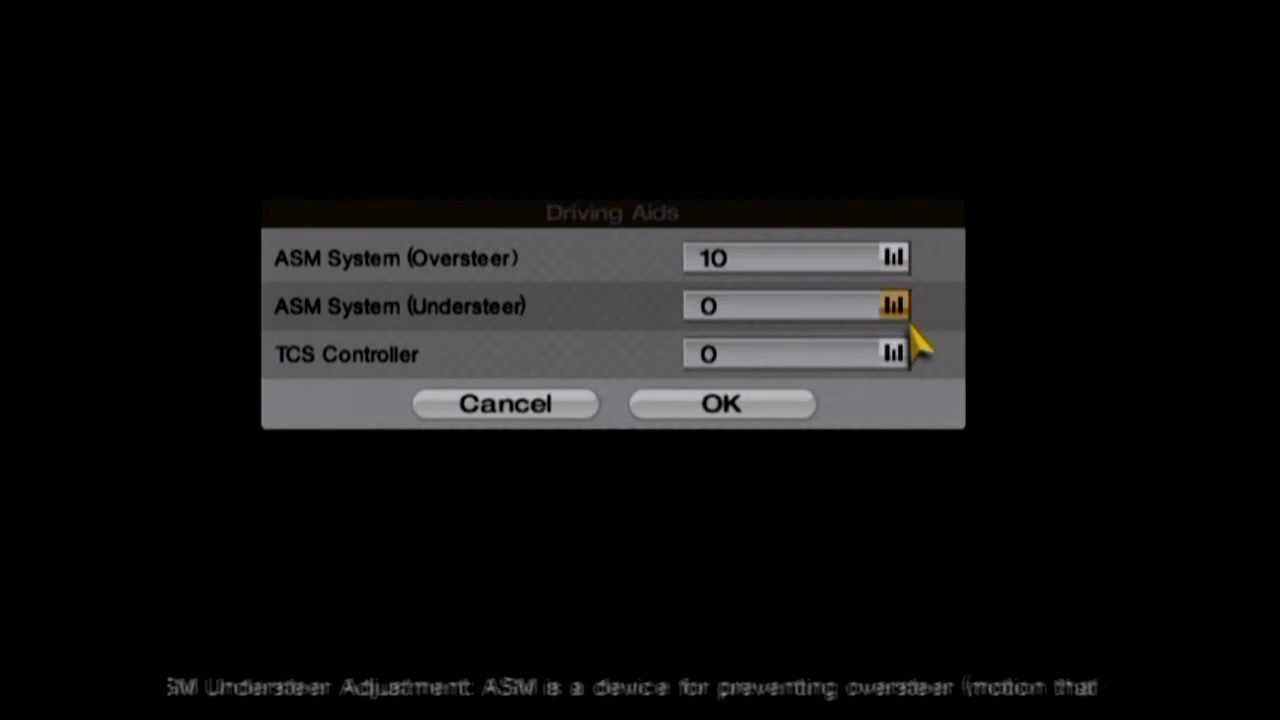 Driving Aids
ASM System (Oversteer) 10
ASM System (Understeer) 0
TCS Controller 0
Cancel OK
SM Understeer Adjustment: ASM is a device for preventing oversteer (motion that